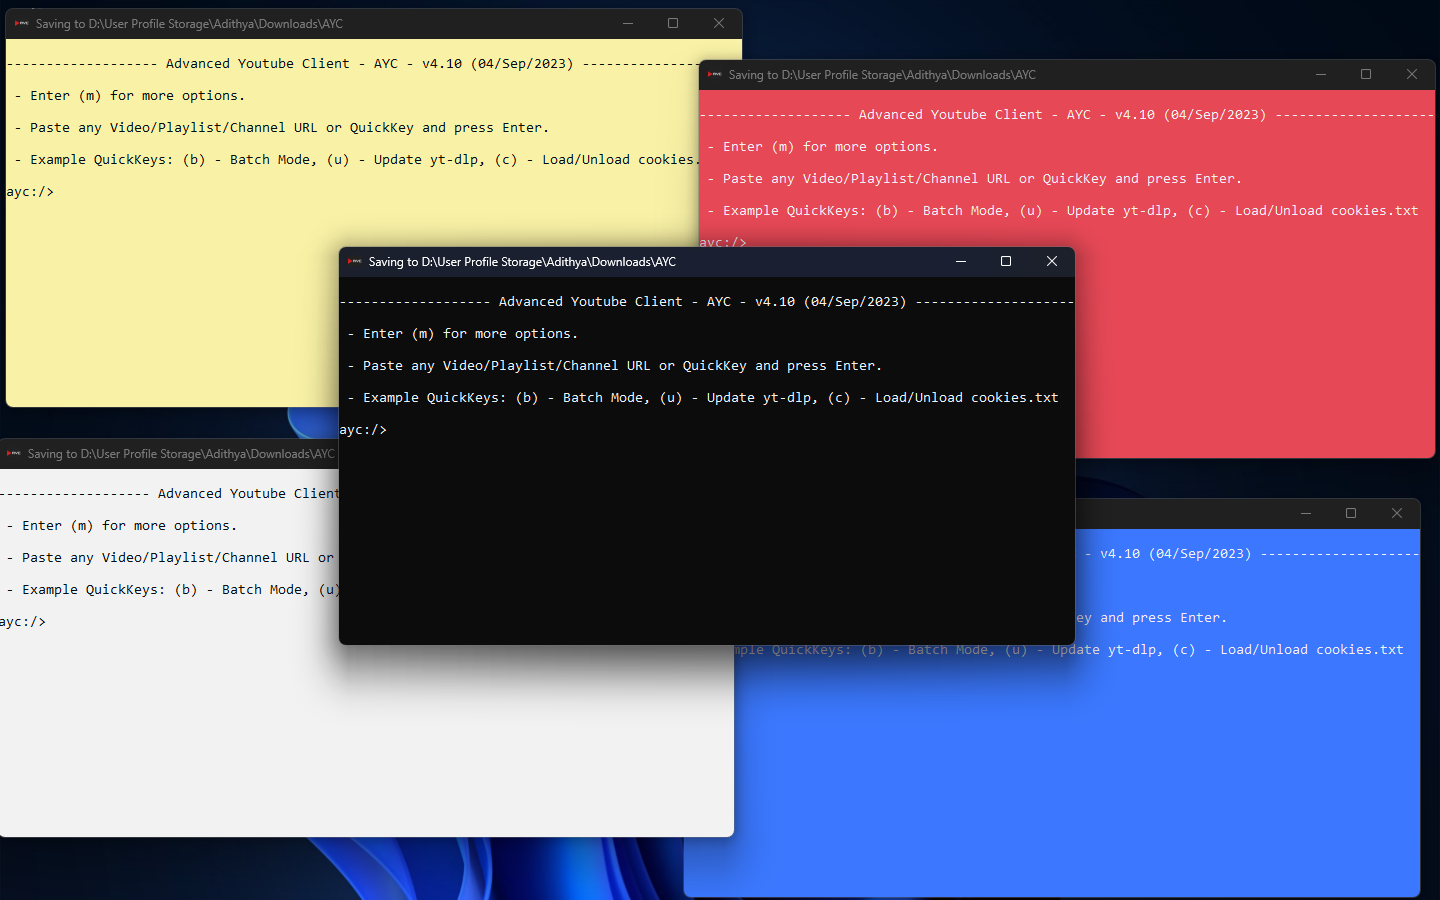 Saving to D:\User Profile Storage\Adithya\Downloads\AYC
------------------- Advanced Youtube Client - AYC - v4.10 (04/Sep/2023) ---------------
- Enter (m) for more options.
- Paste any Video/Playlist/Channel URL or QuickKey and press Enter.
- Example QuickKeys: (b) - Batch Mode, (u) - Update yt-dlp, (c) - Load/Unload cookies.
ayc:/>
Saving to D:\User Profile Storage\Adithya\Downloads\AYC
------------------- Advanced Youtube Client - AYC - v4.10 (04/Sep/2023) --------------------
- Enter (m) for more options.
- Paste any Video/Playlist/Channel URL or QuickKey and press Enter.
- Example QuickKeys: (b) - Batch Mode, (u) - Update yt-dlp, (c) - Load/Unload cookies.txt
ayc:/>
Saving to D:\User Profile Storage\Adithya\Downloads\AYC
------------------- Advanced Youtube Client - AYC - v4.10 (04/Sep/2023) --------------------
- Enter (m) for more options.
- Paste any Video/Playlist/Channel URL or QuickKey and press Enter.
- Example QuickKeys: (b) - Batch Mode, (u) - Update yt-dlp, (c) - Load/Unload cookies.txt
ayc:/>
Saving to D:\User Profile Storage\Adithya\Downloads\AYC
------------------- Advanced Youtube Client
- Enter (m) for more options.
- Paste any Video/Playlist/Channel URL or
- Example QuickKeys: (b) - Batch Mode, (u)
ayc:/>
- v4.10 (04/Sep/2023) --------------------
ey and press Enter.
mple QuickKeys: (b) - Batch Mode, (u) - Update yt-dlp, (c) - Load/Unload cookies.txt